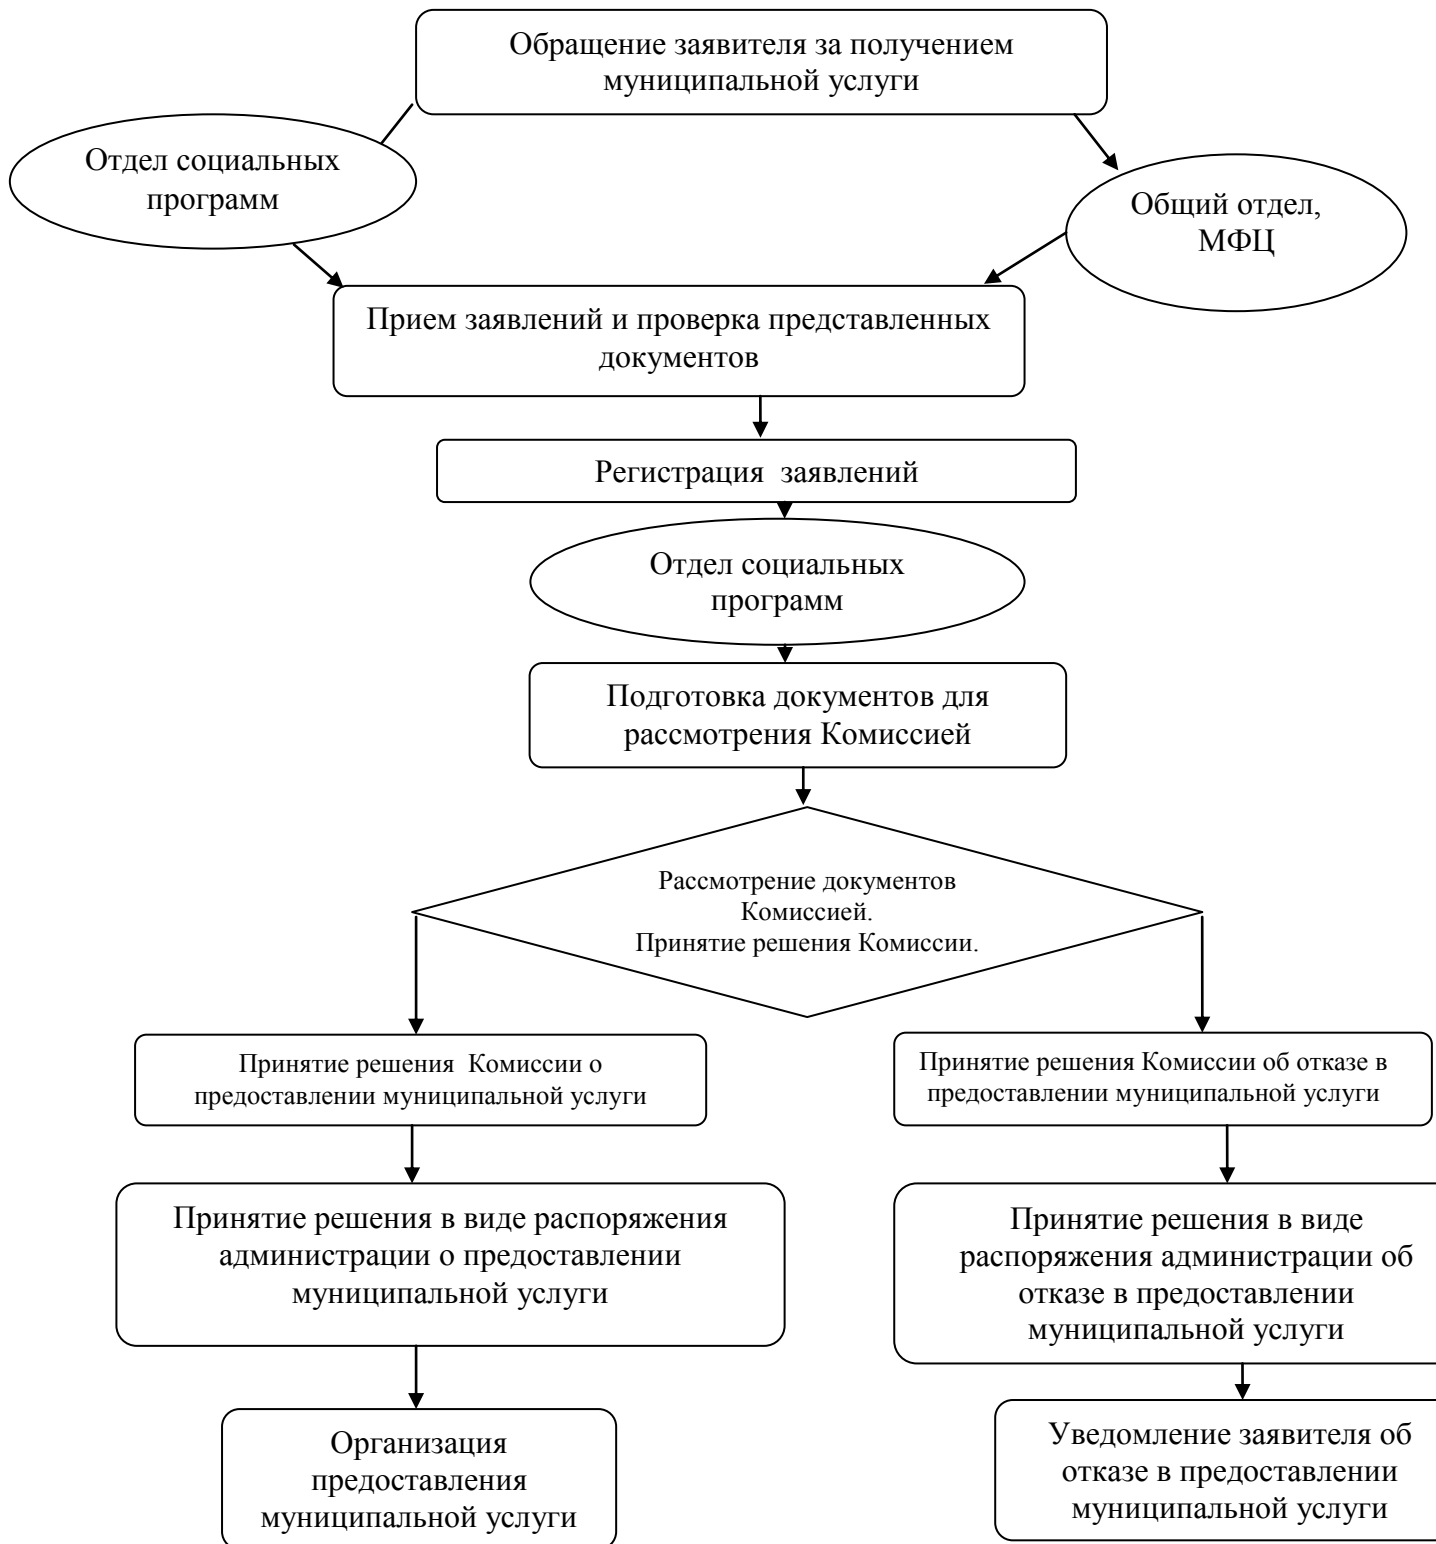 Обращение заявителя за получением
муниципальной услуги
Отдел социальных
программ
Общий отдел,
МФЦ
Прием заявлений и проверка представленных
документов
Регистрация заявлений
Отдел социальных
программ
Подготовка документов для
рассмотрения Комиссией
Рассмотрение документов
Комиссией.
Принятие решения Комиссии.
Принятие решения Комиссии о
предоставлении муниципальной услуги
Принятие решения Комиссии об отказе в
предоставлении муниципальной услуги
Принятие решения в виде распоряжения
администрации о предоставлении
муниципальной услуги
Принятие решения в виде
распоряжения администрации об
отказе в предоставлении
муниципальной услуги
Организация
предоставления
муниципальной услуги
Уведомление заявителя об
отказе в предоставлении
муниципальной услуги